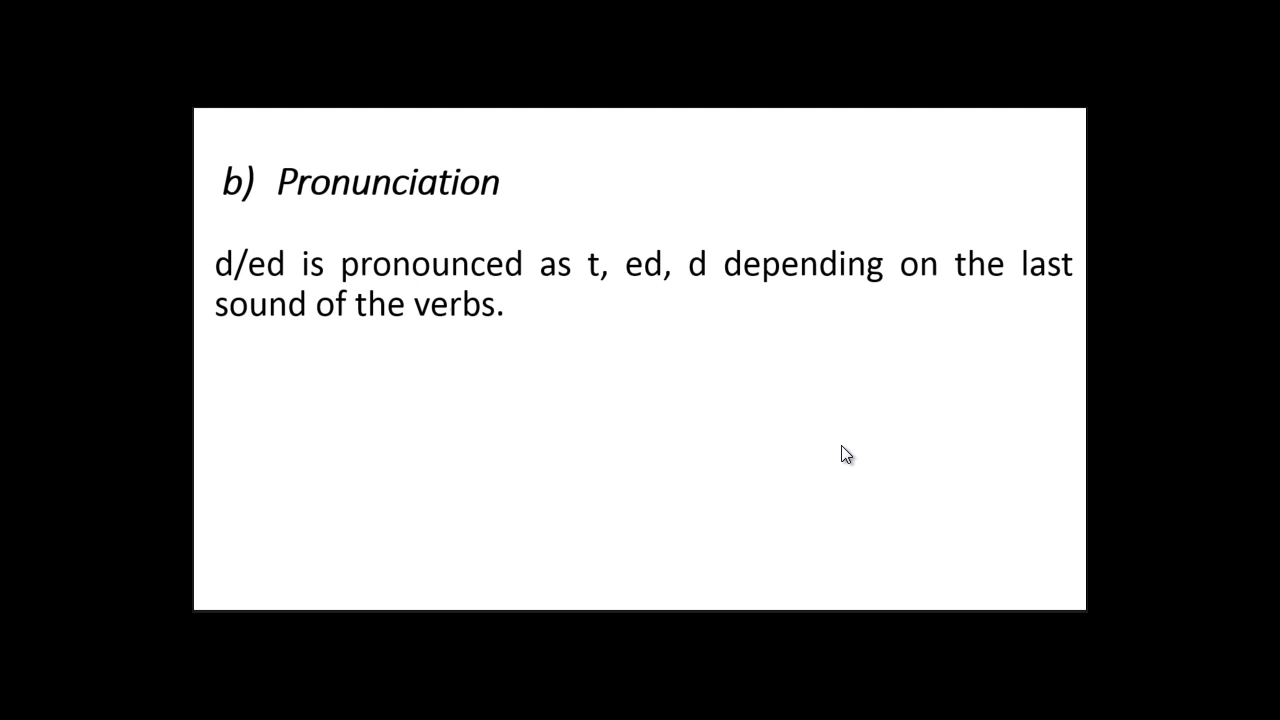 b) Pronunciation
d/ed is pronounced as t, ed, d depending on the last
sound of the verbs.